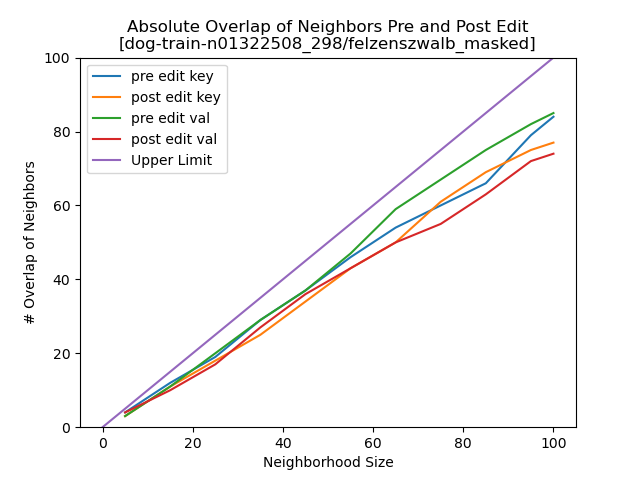 Absolute Overlap of Neighbors Pre and Post Edit
[dog-train-n01322508_298/felzenszwalb_masked]
100
80
60
40
20
0
# Overlap of Neighbors
pre edit key
post edit key
pre edit val
post edit val
Upper Limit
0 20 40 60 80 100
Neighborhood Size